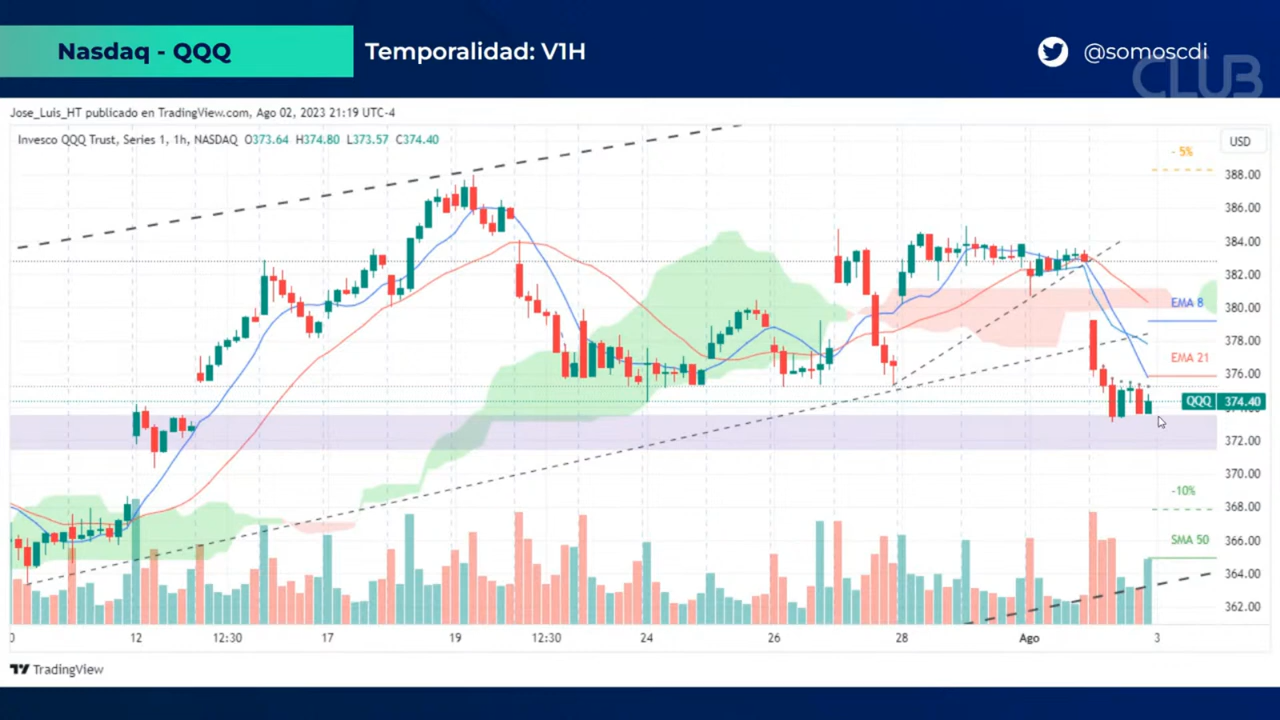 Nasdaq - QQQ
Temporalidad: V1H
@somoscdi
CLUB
Jose_Luis_HT publicado en TradingView.com, Ago 02, 2023 21:19 UTC-4
Invesco QQQ Trust, Series 1, 1h, NASDAQ O373.64 H374.80 L373.57 C374.40
USD
- 5%
388.00
386.00
384.00
382.00
380.00
EMA 8
378.00
EMA 21
376.00
QQQ 374.40
372.00
370.00
-10%
368.00
SMA 50
366.00
364.00
362.00
0 12 12:30 17 19 12:30 24 26 28 Ago 3
TradingView